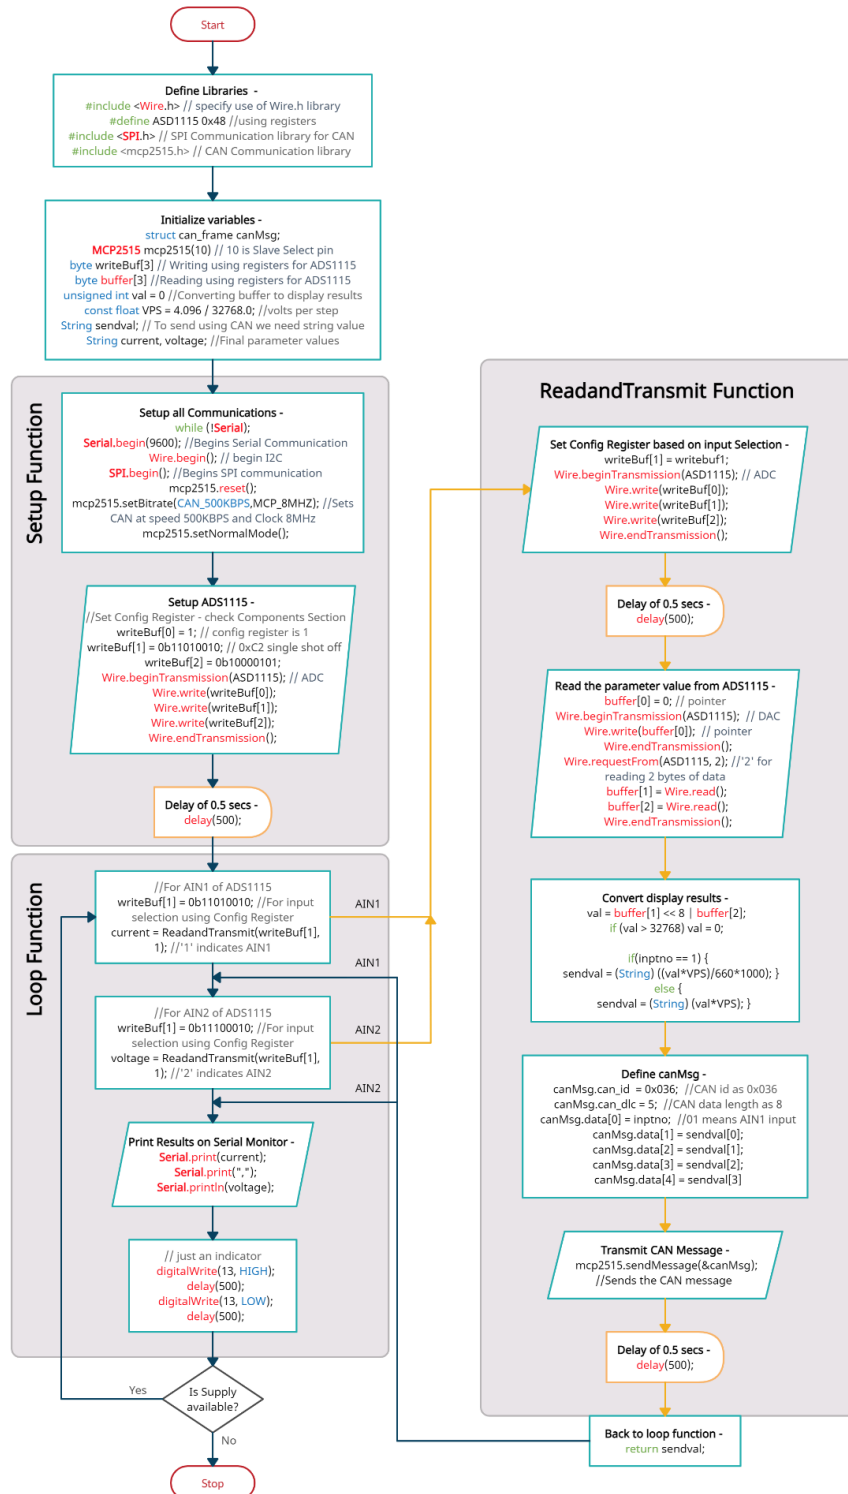 Start
Define Libraries -
#include <Wire.h> // specify use of Wire.h library
#define ASD1115 0x48 //using registers
#include <SPI.h> // SPI Communication library for CAN
#include <mcp2515.h> // CAN Communication library
Initialize variables -
struct can_frame canMsg;
MCP2515 mcp2515(10) // 10 is Slave Select pin
byte writeBuf[3] // Writing using registers for ADS1115
byte buffer[3] //Reading using registers for ADS1115
unsigned int val = 0 //Converting buffer to display results
const float VPS = 4.096 / 32768.0; //volts per step
String sendval; // To send using CAN we need string value
String current, voltage; //Final parameter values
Setup Function
Setup all Communications -
while (!Serial);
Serial.begin(9600); //Begins Serial Communication
Wire.begin(); // begin I2C
SPI.begin(); //Begins SPI communication
mcp2515.reset();
mcp2515.setBitrate(CAN_500KBPS,MCP_8MHZ); //Sets
CAN at speed 500KBPS and Clock 8MHz
mcp2515.setNormalMode();
Setup ADS1115 -
//Set Config Register - check Components Section
writeBuf[0] = 1; // config register is 1
writeBuf[1] = 0b11010010; // 0xC2 single shot off
writeBuf[2] = 0b10000101;
Wire.beginTransmission(ASD1115); // ADC
Wire.write(writeBuf[0]);
Wire.write(writeBuf[1]);
Wire.write(writeBuf[2]);
Wire.endTransmission();
Delay of 0.5 secs -
delay(500);
Loop Function
//For AIN1 of ADS1115
writeBuf[1] = 0b11010010; //For input
selection using Config Register
current = ReadandTransmit(writeBuf[1],
1); //'1' indicates AIN1
AIN1
AIN1
//For AIN2 of ADS1115
writeBuf[1] = 0b11100010; //For input
selection using Config Register
voltage = ReadandTransmit(writeBuf[1],
1); //'2' indicates AIN2
AIN2
AIN2
Print Results on Serial Monitor -
Serial.print(current);
Serial.print(",");
Serial.println(voltage);
// just an indicator
digitalWrite(13, HIGH);
delay(500);
digitalWrite(13, LOW);
delay(500);
Is Supply
available?
Yes
No
Stop
ReadandTransmit Function
Set Config Register based on input Selection -
writeBuf[1] = writebuf1;
Wire.beginTransmission(ASD1115); // ADC
Wire.write(writeBuf[0]);
Wire.write(writeBuf[1]);
Wire.write(writeBuf[2]);
Wire.endTransmission();
Delay of 0.5 secs -
delay(500);
Read the parameter value from ADS1115 -
buffer[0] = 0; // pointer
Wire.beginTransmission(ASD1115); // DAC
Wire.write(buffer[0]); // pointer
Wire.endTransmission();
Wire.requestFrom(ASD1115, 2); //'2' for
reading 2 bytes of data
buffer[1] = Wire.read();
buffer[2] = Wire.read();
Wire.endTransmission();
Convert display results -
val = buffer[1] << 8 | buffer[2];
if (val > 32768) val = 0;
if(inptno == 1) {
sendval = (String) ((val*VPS)/660*1000); }
else {
sendval = (String) (val*VPS); }
Define canMsg -
canMsg.can_id = 0x036; //CAN id as 0x036
canMsg.can_dlc = 5; //CAN data length as 8
canMsg.data[0] = inptno; //01 means AIN1 input
canMsg.data[1] = sendval[0];
canMsg.data[2] = sendval[1];
canMsg.data[3] = sendval[2];
canMsg.data[4] = sendval[3]
Transmit CAN Message -
mcp2515.sendMessage(&canMsg);
//Sends the CAN message
Delay of 0.5 secs -
delay(500);
Back to loop function -
return sendval;